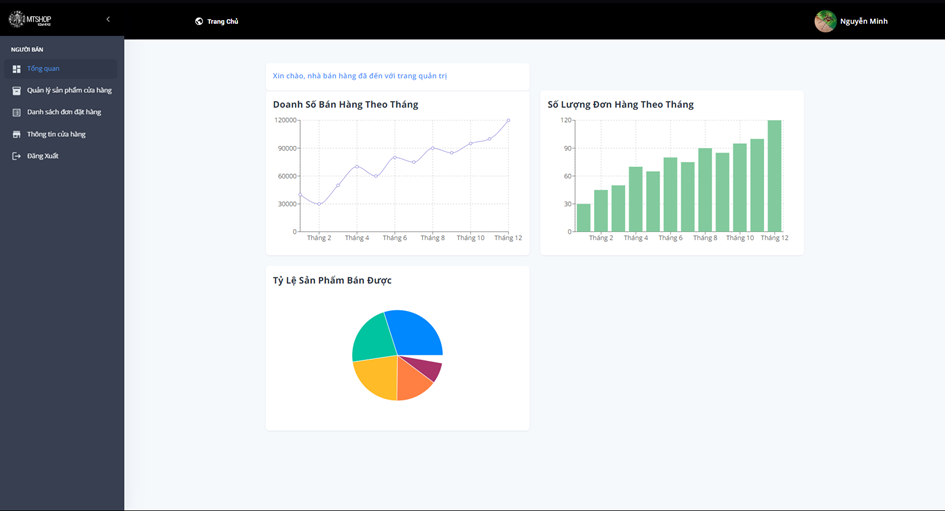 MTSHOP
Trang Chủ
Nguyễn Minh
NGƯỜI BÁN
Tổng quan
Quản lý sản phẩm cửa hàng
Danh sách đơn đặt hàng
Thông tin cửa hàng
Đăng Xuất
Xin chào, nhà bán hàng đã đến với trang quản trị
Doanh Số Bán Hàng Theo Tháng
120000
90000
60000
30000
0
Tháng 2 Tháng 4 Tháng 6 Tháng 8 Tháng 10 Tháng 12
Số Lượng Đơn Hàng Theo Tháng
120
90
60
30
0
Tháng 2 Tháng 4 Tháng 6 Tháng 8 Tháng 10 Tháng 12
Tỷ Lệ Sản Phẩm Bán Được